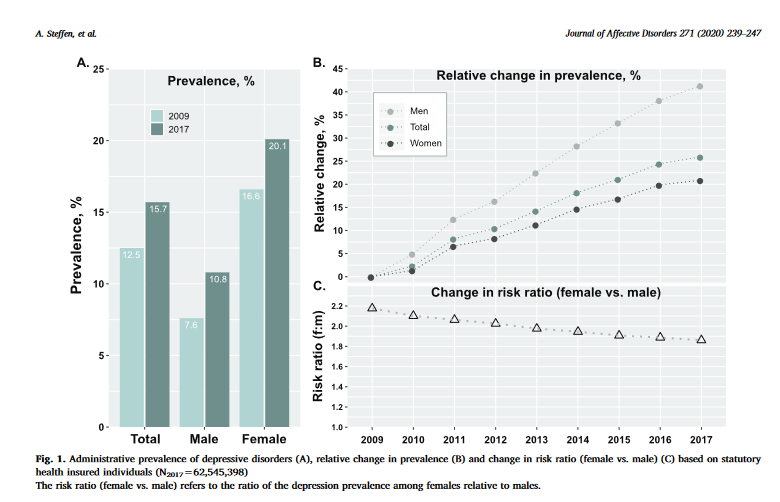 A. Steffen, et al.
Journal of Affective Disorders 271 (2020) 239–247
A.
Prevalence, %
2009
2017
Prevalence, %
25
20
15
10
5
0
12.5
15.7
7.6
10.8
16.6
20.1
Total
Male
Female
B.
Relative change in prevalence, %
Men
Total
Women
Relative change, %
45
40
35
30
25
20
15
10
5
0
C.
Change in risk ratio (female vs. male)
Risk ratio (f:m)
2.2
2.0
1.8
1.6
1.4
1.2
1.0
2009
2010
2011
2012
2013
2014
2015
2016
2017
Fig. 1. Administrative prevalence of depressive disorders (A), relative change in prevalence (B) and change in risk ratio (female vs. male) (C) based on statutory
health insured individuals (N2017=62,545,398)
The risk ratio (female vs. male) refers to the ratio of the depression prevalence among females relative to males.